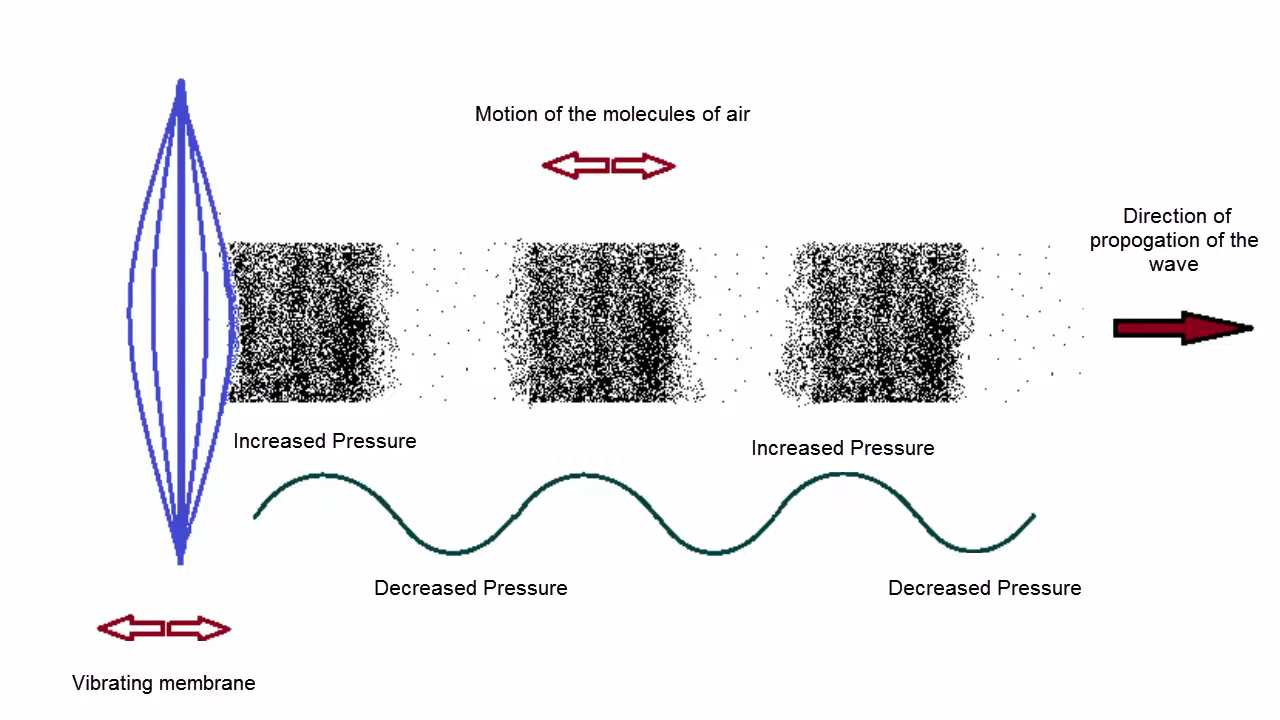 Motion of the molecules of air
Direction of
propogation of the
wave
Increased Pressure
Increased Pressure
Decreased Pressure
Decreased Pressure
Vibrating membrane